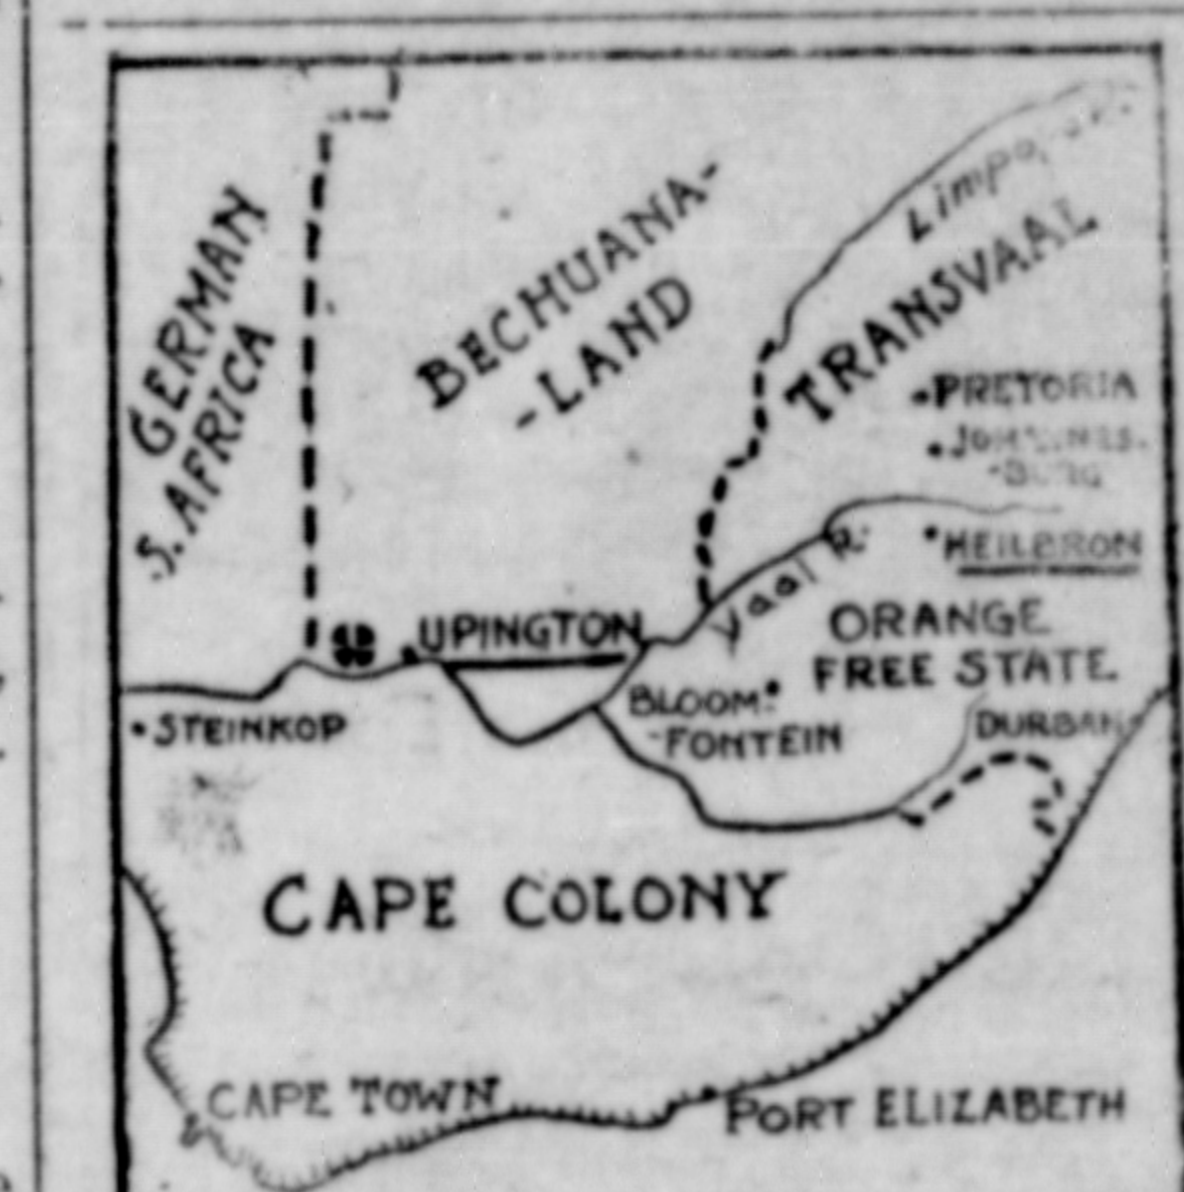 GERMAN
S. AFRICA
BECHUANA-
-LAND
TRANSVAAL
PRETORIA
HEILBRON
Vaal R.
UPINGTON
ORANGE
FREE STATE
BLOOM-
-FONTEIN
DURBAN
STEINKOP
CAPE COLONY
CAPE TOWN
PORT ELIZABETH